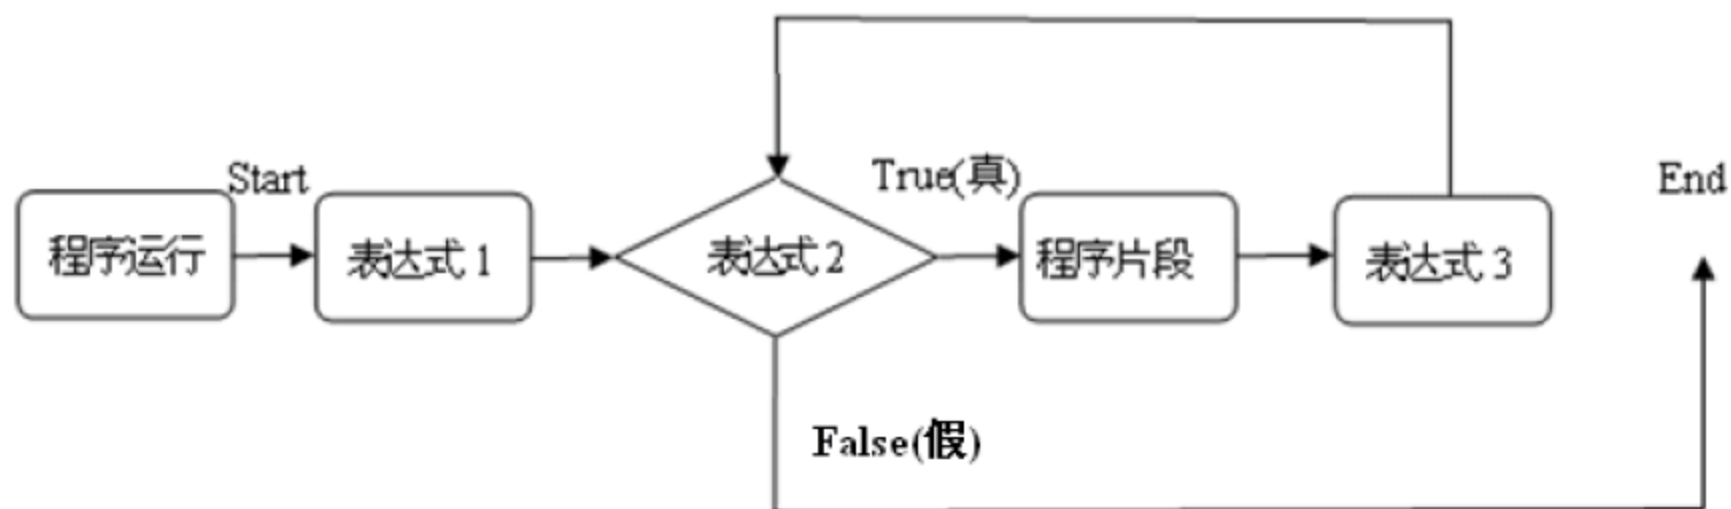 Start
程序运行
表达式 1
表达式 2
True(真)
程序片段
表达式 3
End
False(假)